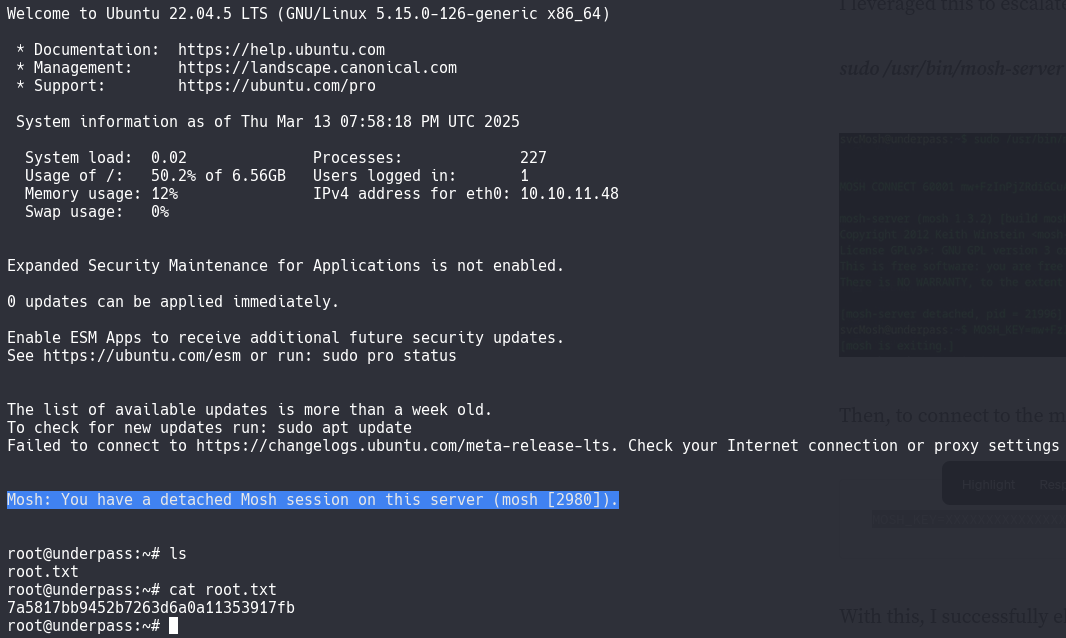 Welcome to Ubuntu 22.04.5 LTS (GNU/Linux 5.15.0-126-generic x86_64)
* Documentation: https://help.ubuntu.com
* Management: https://landscape.canonical.com
* Support: https://ubuntu.com/pro
System information as of Thu Mar 13 07:58:18 PM UTC 2025
System load: 0.02 Processes: 227
Usage of /: 50.2% of 6.56GB Users logged in: 1
Memory usage: 12% IPv4 address for eth0: 10.10.11.48
Swap usage: 0%
Expanded Security Maintenance for Applications is not enabled.
0 updates can be applied immediately.
Enable ESM Apps to receive additional future security updates.
See https://ubuntu.com/esm or run: sudo pro status
The list of available updates is more than a week old.
To check for new updates run: sudo apt update
Failed to connect to https://changelogs.ubuntu.com/meta-release-lts. Check your Internet connection or proxy settings
Mosh: You have a detached Mosh session on this server (mosh [2980]).
root@underpass:~# ls
root.txt
root@underpass:~# cat root.txt
7a5817bb9452b7263d6a0a11353917fb
root@underpass:~#
I leveraged this to
sudo /usr/bin/mosh-server
Then, to connect to the
Highlight
With this, I successfully